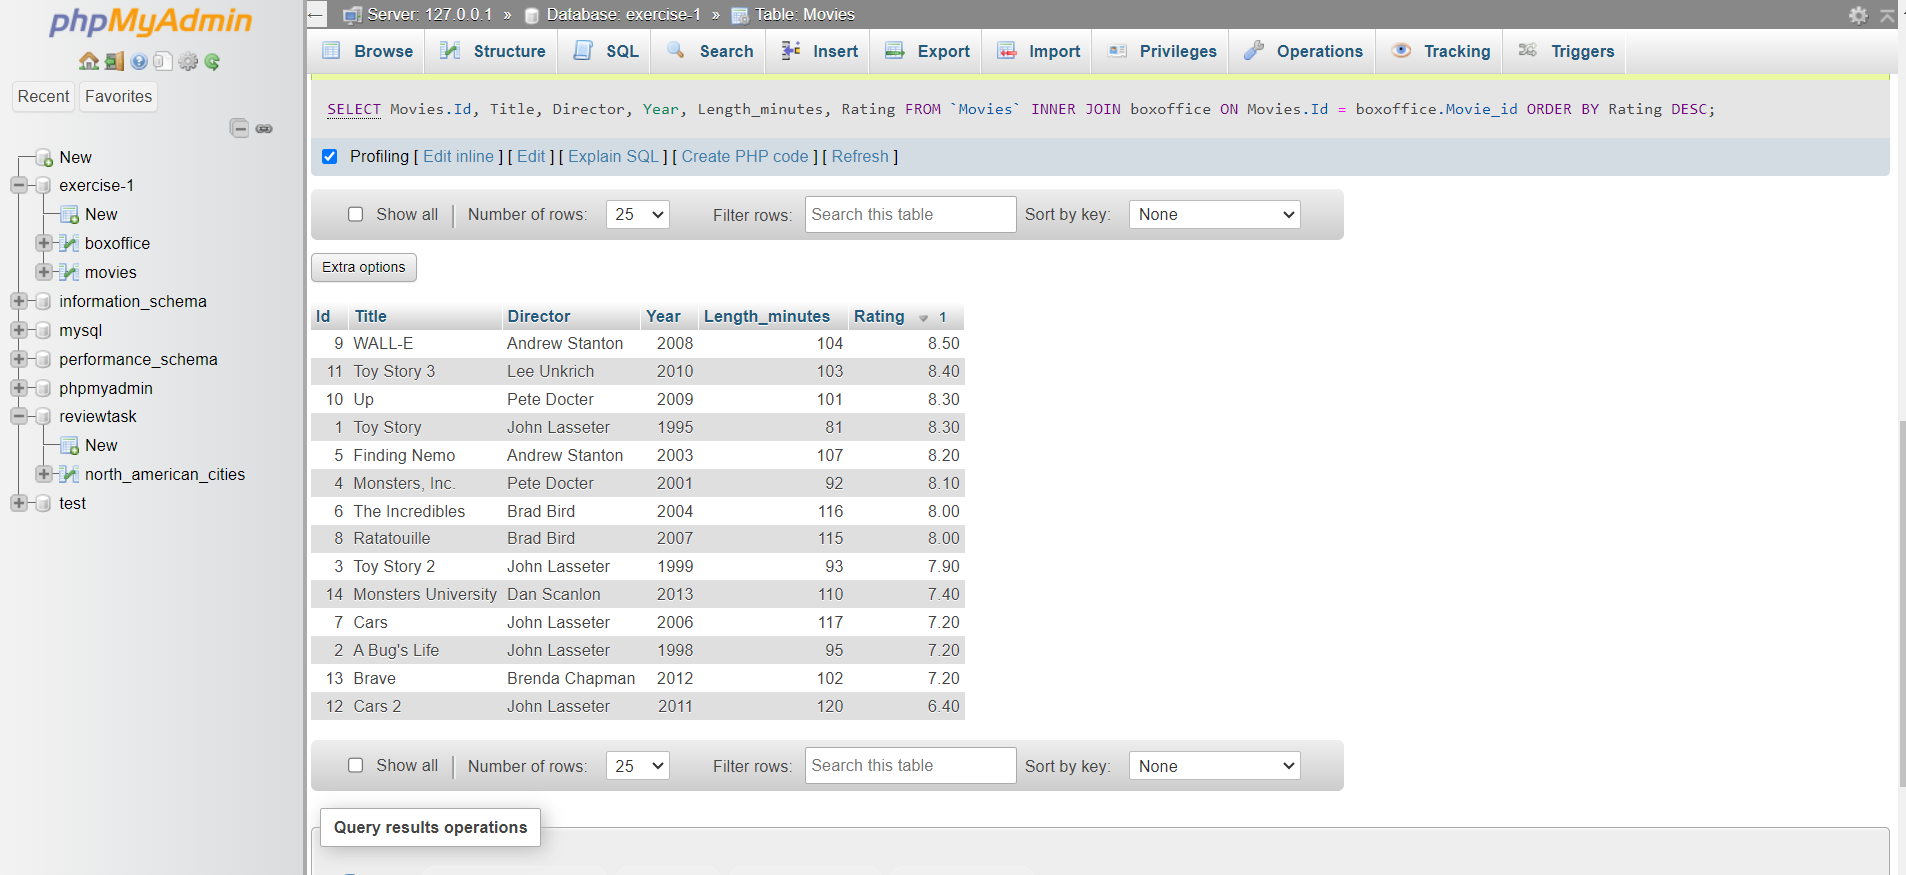 phpMyAdmin
Recent Favorites
New
exercise-1
New
boxoffice
movies
information_schema
mysql
performance_schema
phpmyadmin
reviewtask
New
north_american_cities
test
Server: 127.0.0.1 » Database: exercise-1 » Table: Movies
Browse Structure SQL Search Insert Export Import Privileges Operations Tracking Triggers
SELECT Movies.Id, Title, Director, Year, Length_minutes, Rating FROM `Movies` INNER JOIN boxoffice ON Movies.Id = boxoffice.Movie_id ORDER BY Rating DESC;
Profiling [ Edit inline ] [ Edit ] [ Explain SQL ] [ Create PHP code ] [ Refresh ]
Show all Number of rows: 25 Filter rows: Search this table Sort by key: None
Extra options
Id Title Director Year Length_minutes Rating 1
9 WALL-E Andrew Stanton 2008 104 8.50
11 Toy Story 3 Lee Unkrich 2010 103 8.40
10 Up Pete Docter 2009 101 8.30
1 Toy Story John Lasseter 1995 81 8.30
5 Finding Nemo Andrew Stanton 2003 107 8.20
4 Monsters, Inc. Pete Docter 2001 92 8.10
6 The Incredibles Brad Bird 2004 116 8.00
8 Ratatouille Brad Bird 2007 115 8.00
3 Toy Story 2 John Lasseter 1999 93 7.90
14 Monsters University Dan Scanlon 2013 110 7.40
7 Cars John Lasseter 2006 117 7.20
2 A Bug's Life John Lasseter 1998 95 7.20
13 Brave Brenda Chapman 2012 102 7.20
12 Cars 2 John Lasseter 2011 120 6.40
Show all Number of rows: 25 Filter rows: Search this table Sort by key: None
Query results operations